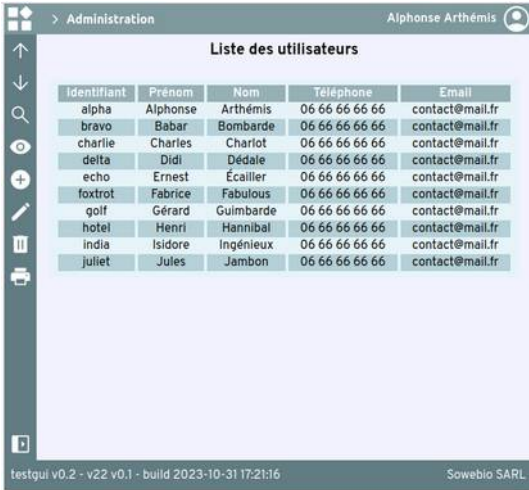 > Administration Alphonse Arthémis
Liste des utilisateurs
Identifiant Prénom Nom Téléphone Email
alpha Alphonse Arthémis 06 66 66 66 66 contact@mail.fr
bravo Babar Bombarde 06 66 66 66 66 contact@mail.fr
charlie Charles Charlot 06 66 66 66 66 contact@mail.fr
delta Didi Dédale 06 66 66 66 66 contact@mail.fr
echo Ernest Écailler 06 66 66 66 66 contact@mail.fr
foxtrot Fabrice Fabulous 06 66 66 66 66 contact@mail.fr
golf Gérard Guimbarde 06 66 66 66 66 contact@mail.fr
hotel Henri Hannibal 06 66 66 66 66 contact@mail.fr
india Isidore Ingénieux 06 66 66 66 66 contact@mail.fr
juliet Jules Jambon 06 66 66 66 66 contact@mail.fr
testgui v0.2 - v22 v0.1 - build 2023-10-31 17:21:16 Sowebio SARL